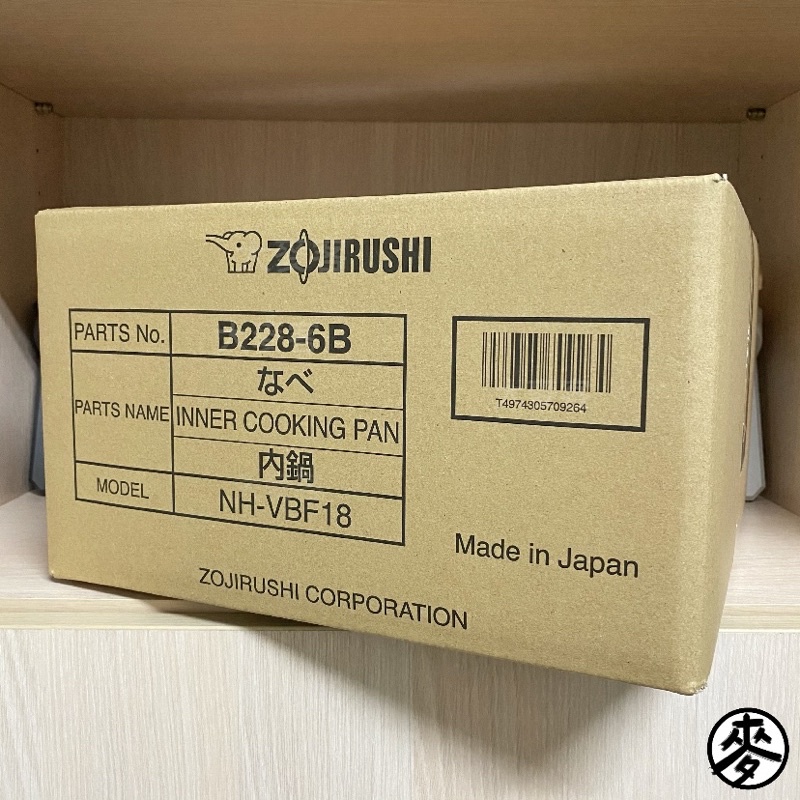 ZOJIRUSHI
PARTS No. B228-6B
PARTS NAME なべ
INNER COOKING PAN
内鍋
MODEL NH-VBF18
T4974305709264
Made in Japan
ZOJIRUSHI CORPORATION
麥